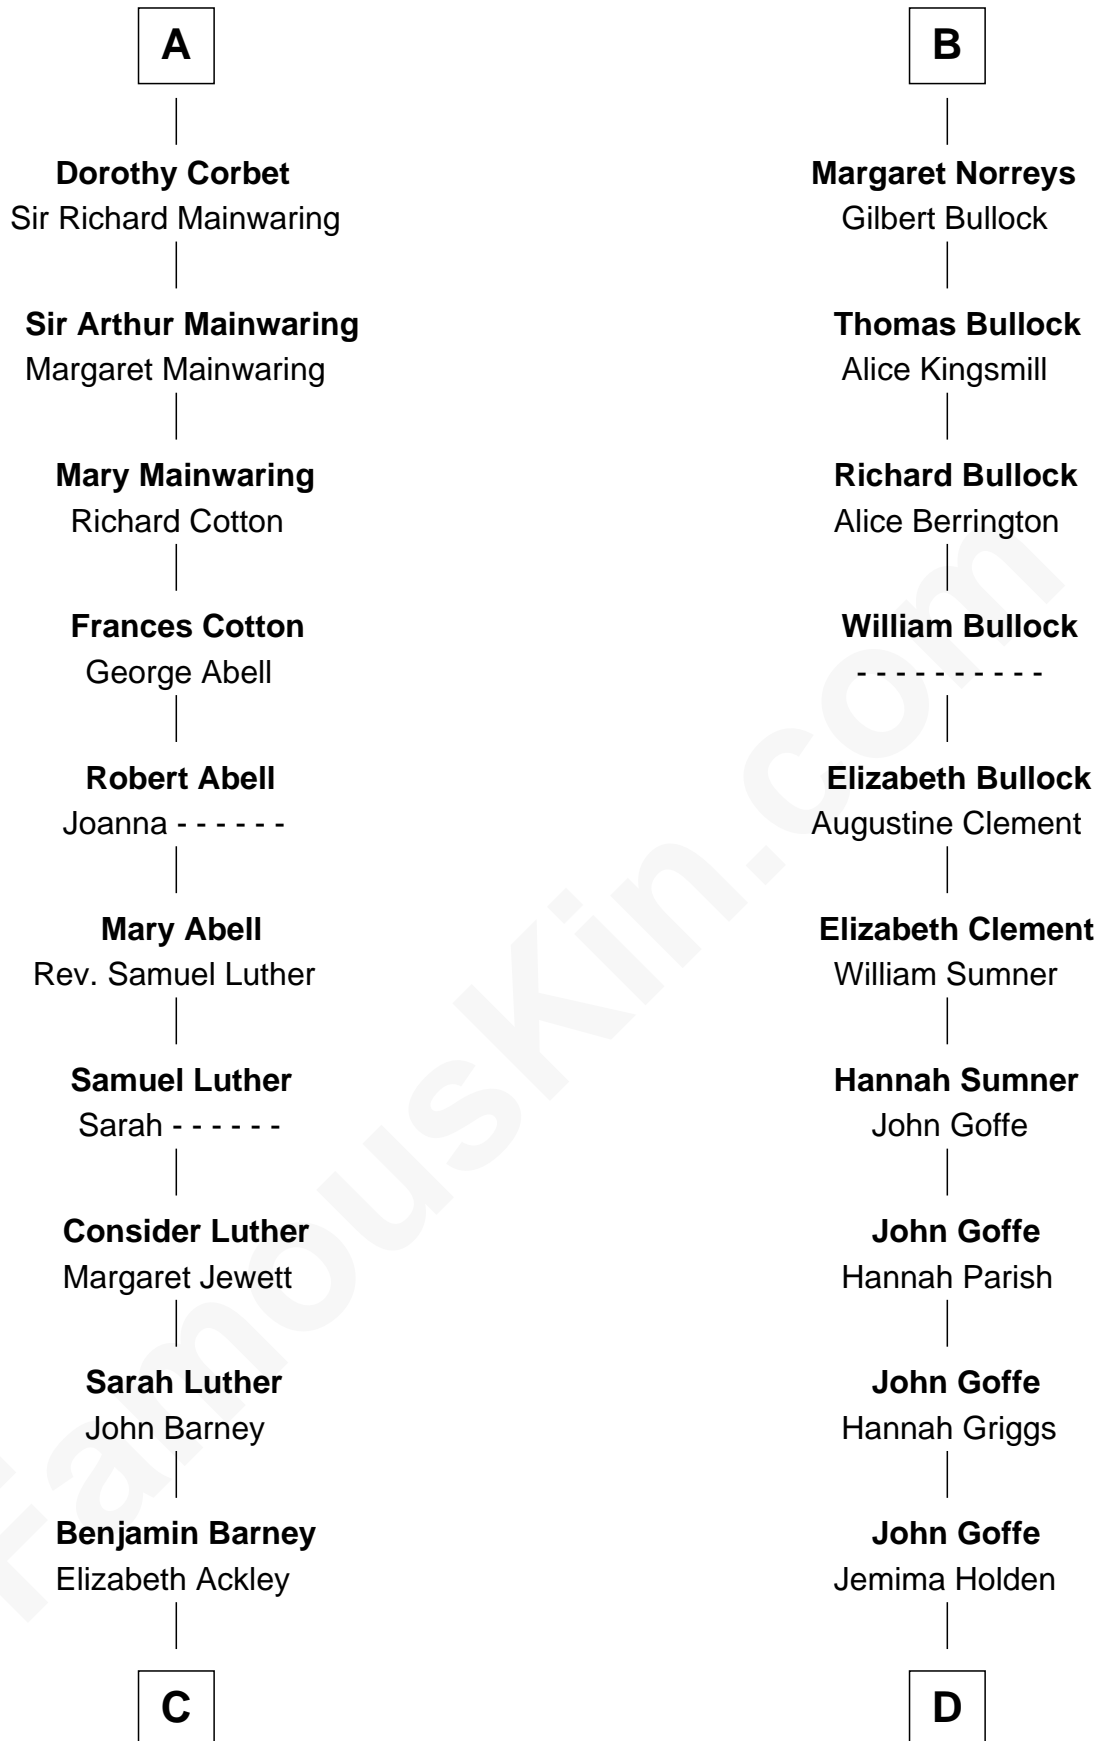 A
Dorothy Corbet
Sir Richard Mainwaring
Sir Arthur Mainwaring
Margaret Mainwaring
Mary Mainwaring
Richard Cotton
Frances Cotton
George Abell
Robert Abell
Joanna - - - - - -
Mary Abell
Rev. Samuel Luther
Samuel Luther
Sarah - - - - - -
Consider Luther
Margaret Jewett
Sarah Luther
John Barney
Benjamin Barney
Elizabeth Ackley
C
B
Margaret Norreys
Gilbert Bullock
Thomas Bullock
Alice Kingsmill
Richard Bullock
Alice Berrington
William Bullock
- - - - - - - - - -
Elizabeth Bullock
Augustine Clement
Elizabeth Clement
William Sumner
Hannah Sumner
John Goffe
John Goffe
Hannah Parish
John Goffe
Hannah Griggs
John Goffe
Jemima Holden
D
FamousKin.com